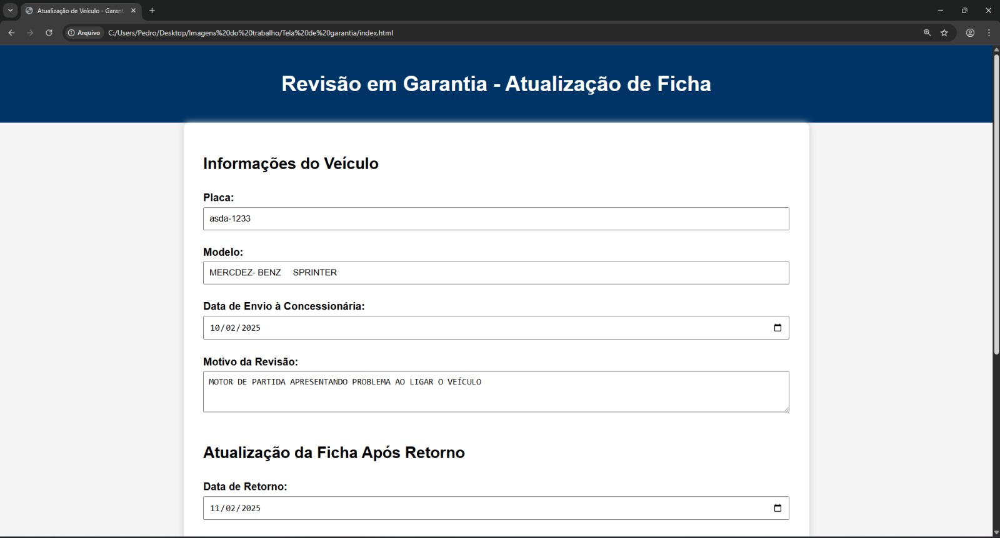 Atualização de Veículo - Garant
Arquivo C:/Users/Pedro/Desktop/Imagens%20do%20trabalho/Tela%20de%20garantia/index.html
Revisão em Garantia - Atualização de Ficha
Informações do Veículo
Placa:
asda-1233
Modelo:
MERCDEZ- BENZ SPRINTER
Data de Envio à Concessionária:
10/02/2025
Motivo da Revisão:
MOTOR DE PARTIDA APRESENTANDO PROBLEMA AO LIGAR O VEÍCULO
Atualização da Ficha Após Retorno
Data de Retorno:
11/02/2025